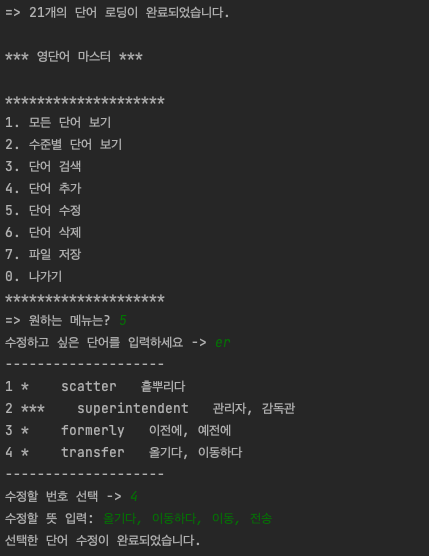 => 21개의 단어 로딩이 완료되었습니다.
*** 영단어 마스터 ***
********************
1. 모든 단어 보기
2. 수준별 단어 보기
3. 단어 검색
4. 단어 추가
5. 단어 수정
6. 단어 삭제
7. 파일 저장
0. 나가기
********************
=> 원하는 메뉴는? 5
수정하고 싶은 단어를 입력하세요 -> er
--------------------
1 *    scatter   흩뿌리다
2 ***    superintendent   관리자, 감독관
3 *    formerly   이전에, 예전에
4 *    transfer   옮기다, 이동하다
--------------------
수정할 번호 선택 -> 4
수정할 뜻 입력: 옮기다, 이동하다, 이동, 전송
선택한 단어 수정이 완료되었습니다.